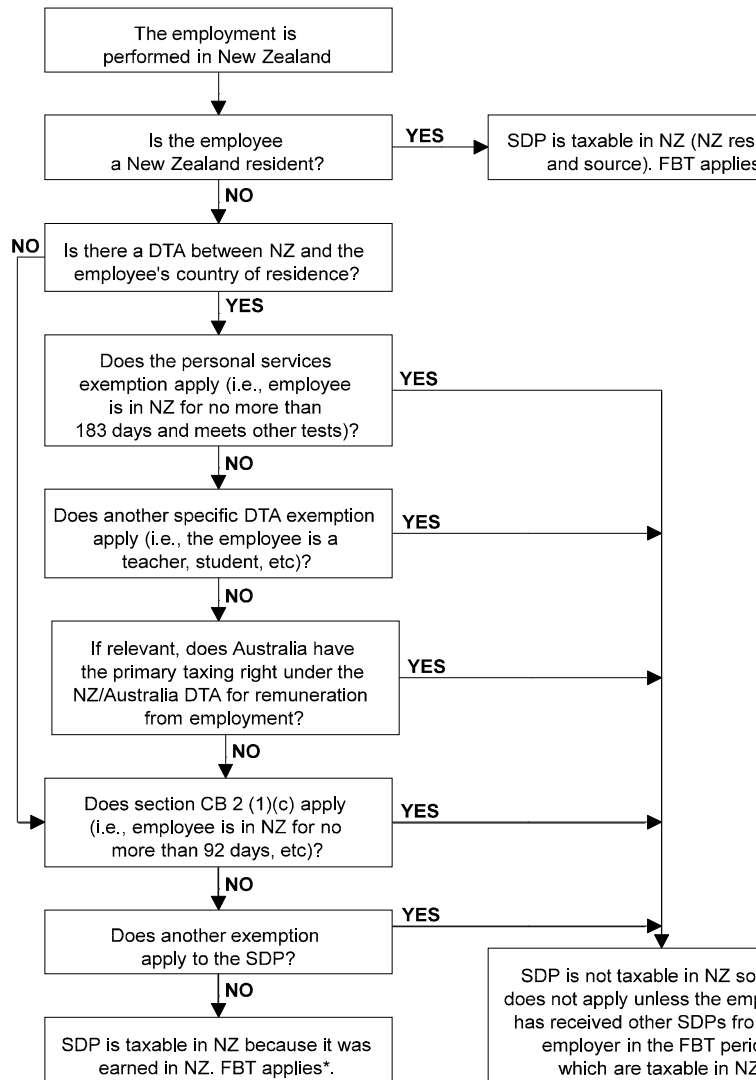 The employment is
performed in New Zealand
Is the employee
a New Zealand resident?
YES
SDP is taxable in NZ (NZ res
and source). FBT applies
NO
NO
Is there a DTA between NZ and the
employee's country of residence?
YES
Does the personal services
exemption apply (i.e., employee
is in NZ for no more than
183 days and meets other tests)?
YES
NO
Does another specific DTA exemption
apply (i.e., the employee is a
teacher, student, etc)?
YES
NO
If relevant, does Australia have
the primary taxing right under the
NZ/Australia DTA for remuneration
from employment?
YES
NO
Does section CB 2 (1)(c) apply
(i.e., employee is in NZ for no
more than 92 days, etc)?
YES
NO
Does another exemption
apply to the SDP?
YES
NO
SDP is taxable in NZ because it was
earned in NZ. FBT applies*.
SDP is not taxable in NZ so
does not apply unless the emp
has received other SDPs fro
employer in the FBT perio
which are taxable in NZ